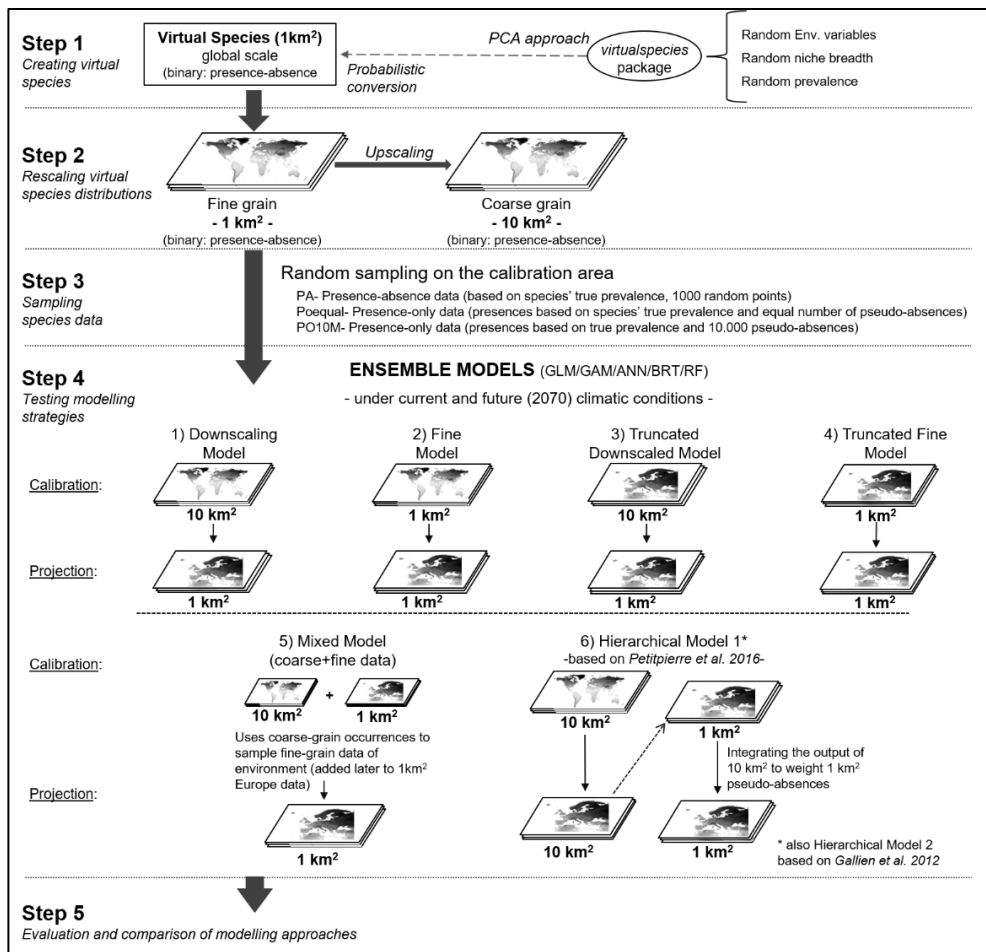 Step 1
Creating virtual
species
Virtual Species (1km²)
global scale
(binary: presence-absence
PCA approach
Probabilistic
conversion
virtualspecies
package
Random Env. variables
Random niche breadth
Random prevalence
Step 2
Rescaling virtual
species distributions
Upscaling
Fine grain
- 1 km² -
(binary: presence-absence)
Coarse grain
- 10 km² -
(binary: presence-absence)
Step 3
Sampling
species data
Random sampling on the calibration area
PA- Presence-absence data (based on species' true prevalence, 1000 random points)
Poequal- Presence-only data (presences based on species' true prevalence and equal number of pseudo-absences)
PO10M- Presence-only data (presences based on true prevalence and 10.000 pseudo-absences)
Step 4
Testing modelling
strategies
ENSEMBLE MODELS (GLM/GAM/ANN/BRT/RF)
- under current and future (2070) climatic conditions -
1) Downscaling
Model
2) Fine
Model
3) Truncated
Downscaled Model
4) Truncated Fine
Model
Calibration:
10 km²
1 km²
10 km²
1 km²
Projection:
1 km²
1 km²
1 km²
1 km²
5) Mixed Model
(coarse+fine data)
6) Hierarchical Model 1*
-based on Petitpierre et al. 2016-
Calibration:
10 km²
+
1 km²
10 km²
1 km²
Uses coarse-grain occurrences to
sample fine-grain data of
environment (added later to 1km²
Europe data)
Integrating the output of
10 km² to weight 1 km²
pseudo-absences
Projection:
1 km²
10 km²
1 km²
* also Hierarchical Model 2
based on Gallien et al. 2012
Step 5
Evaluation and comparison of modelling approaches